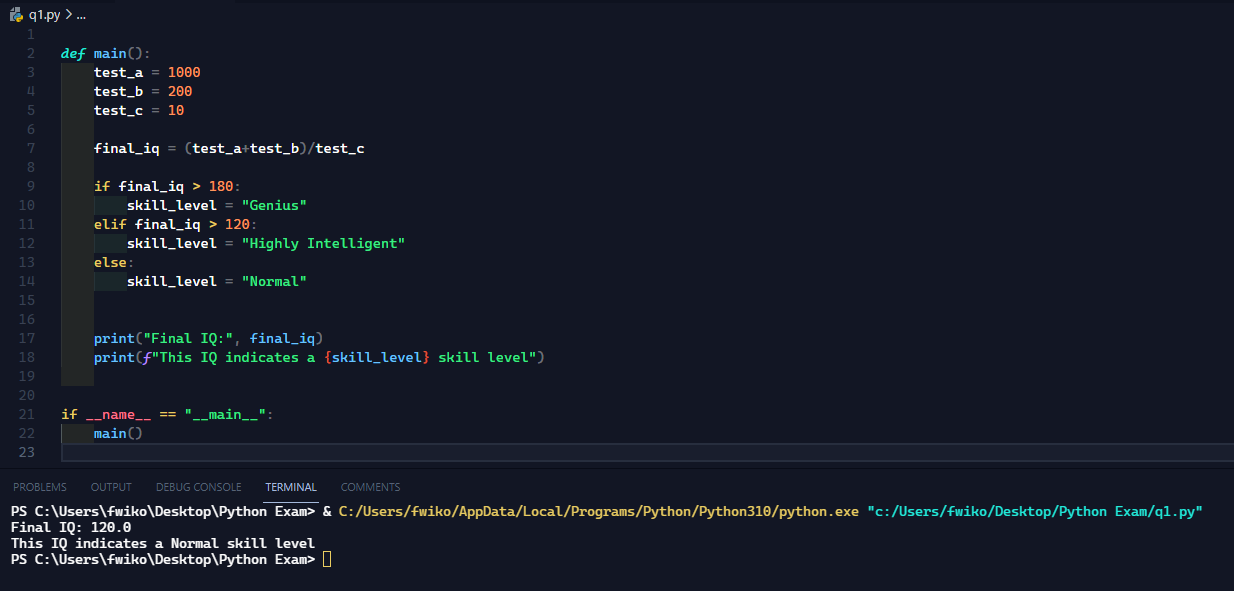 q1.py > ...
1
2 def main():
3     test_a = 1000
4     test_b = 200
5     test_c = 10
6
7     final_iq = (test_a+test_b)/test_c
8
9     if final_iq > 180:
10         skill_level = "Genius"
11     elif final_iq > 120:
12         skill_level = "Highly Intelligent"
13     else:
14         skill_level = "Normal"
15
16
17     print("Final IQ:", final_iq)
18     print(f"This IQ indicates a {skill_level} skill level")
19
20
21 if __name__ == "__main__":
22     main()
23
PROBLEMS OUTPUT DEBUG CONSOLE TERMINAL COMMENTS
PS C:\Users\fwiko\Desktop\Python Exam> & C:/Users/fwiko/AppData/Local/Programs/Python/Python310/python.exe "c:/Users/fwiko/Desktop/Python Exam/q1.py"
Final IQ: 120.0
This IQ indicates a Normal skill level
PS C:\Users\fwiko\Desktop\Python Exam>